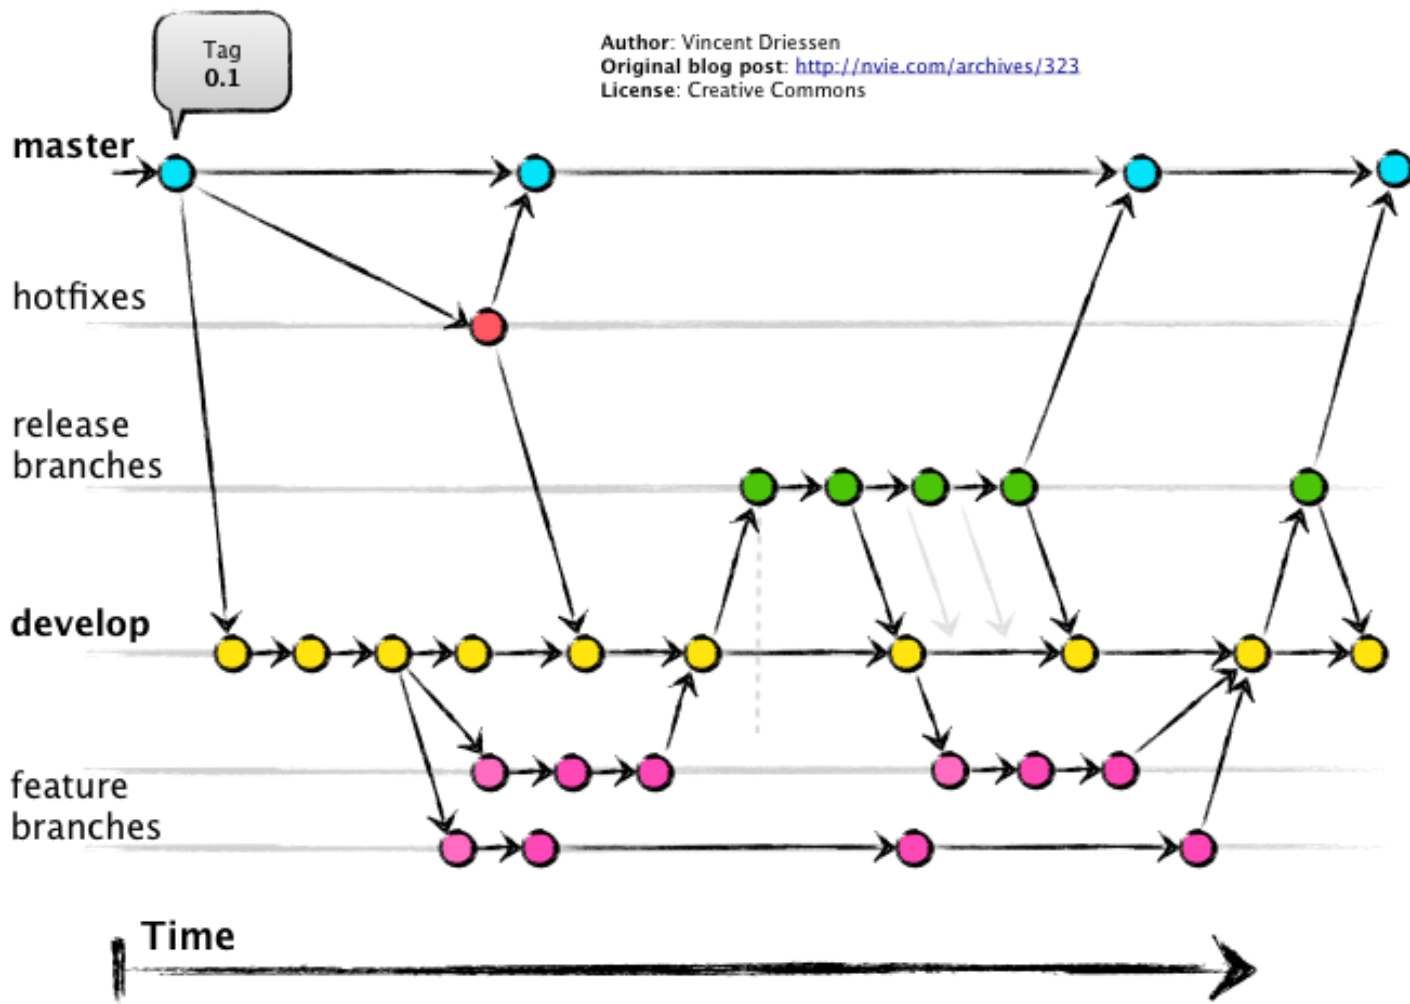 Tag
0.1
Author: Vincent Driessen
Original blog post: http://nvie.com/archives/323
License: Creative Commons
master
hotfixes
release
branches
develop
feature
branches
Time